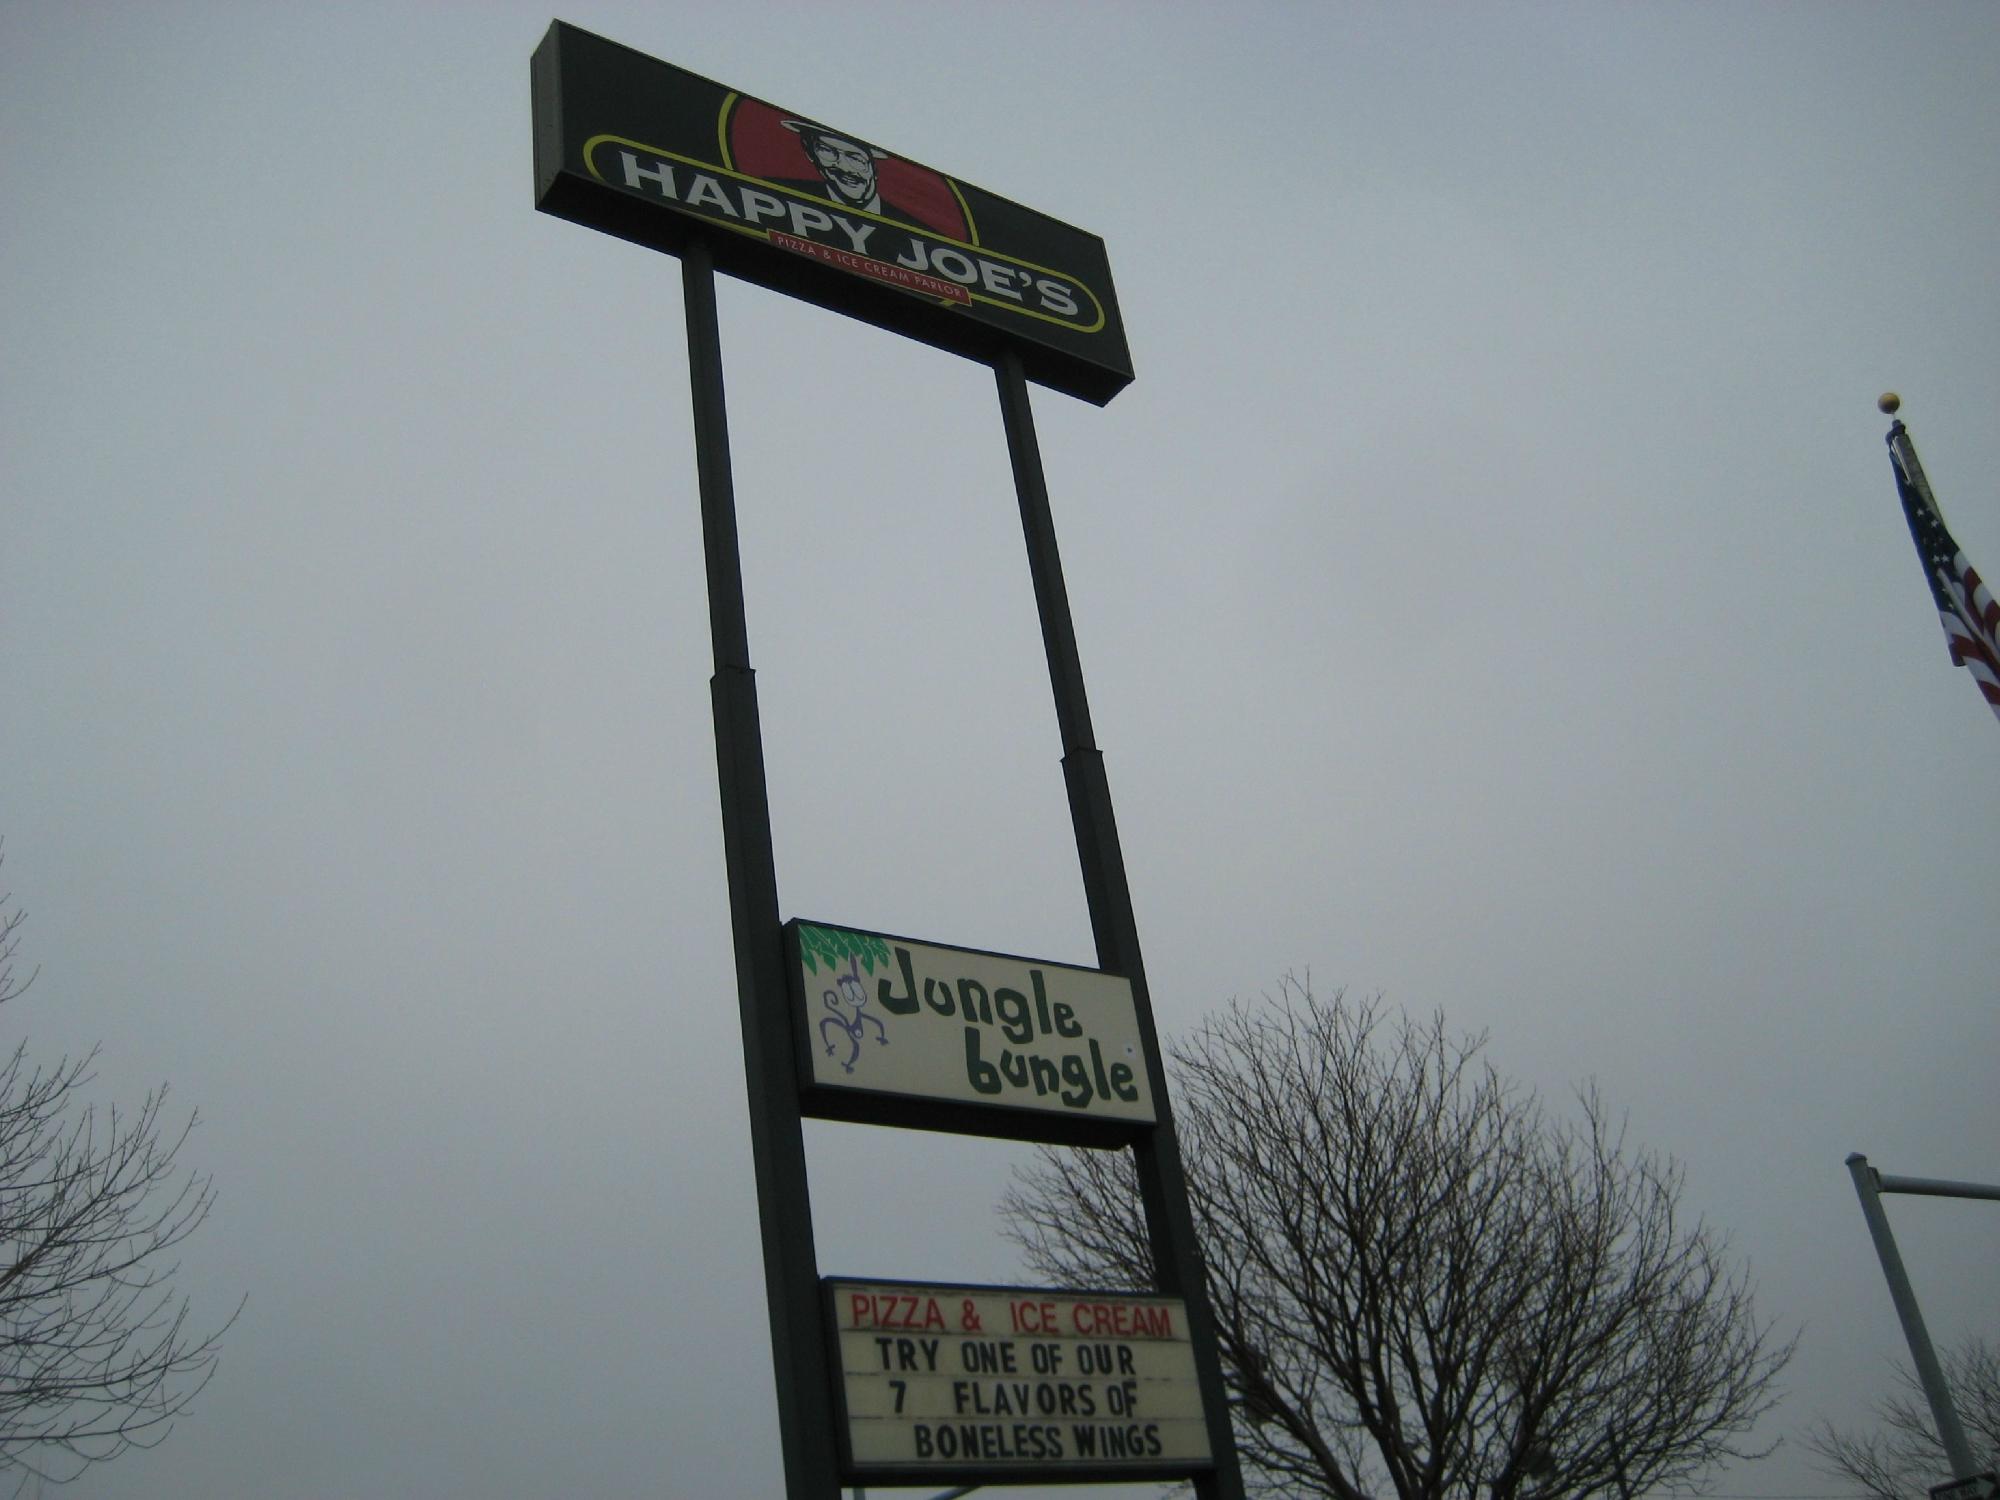 HAPPY JOE'S
PIZZA & ICE CREAM PARLOR
Jungle
bungle
PIZZA & ICE CREAM
TRY ONE OF OUR
7 FLAVORS OF
BONELESS WINGS